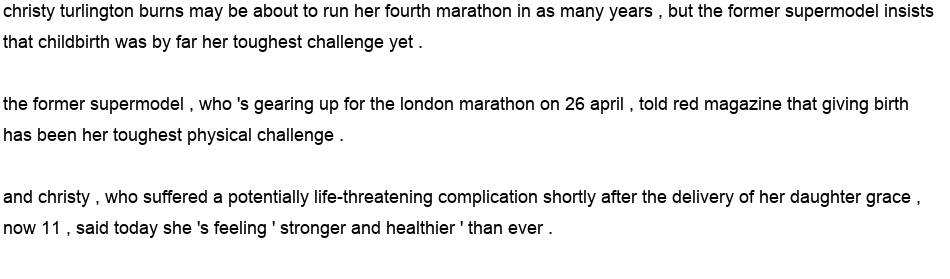 christy turlington burns may be about to run her fourth marathon in as many years , but the former supermodel insists
that childbirth was by far her toughest challenge yet .
the former supermodel , who 's gearing up for the london marathon on 26 april , told red magazine that giving birth
has been her toughest physical challenge .
and christy , who suffered a potentially life-threatening complication shortly after the delivery of her daughter grace ,
now 11 , said today she 's feeling ' stronger and healthier ' than ever .